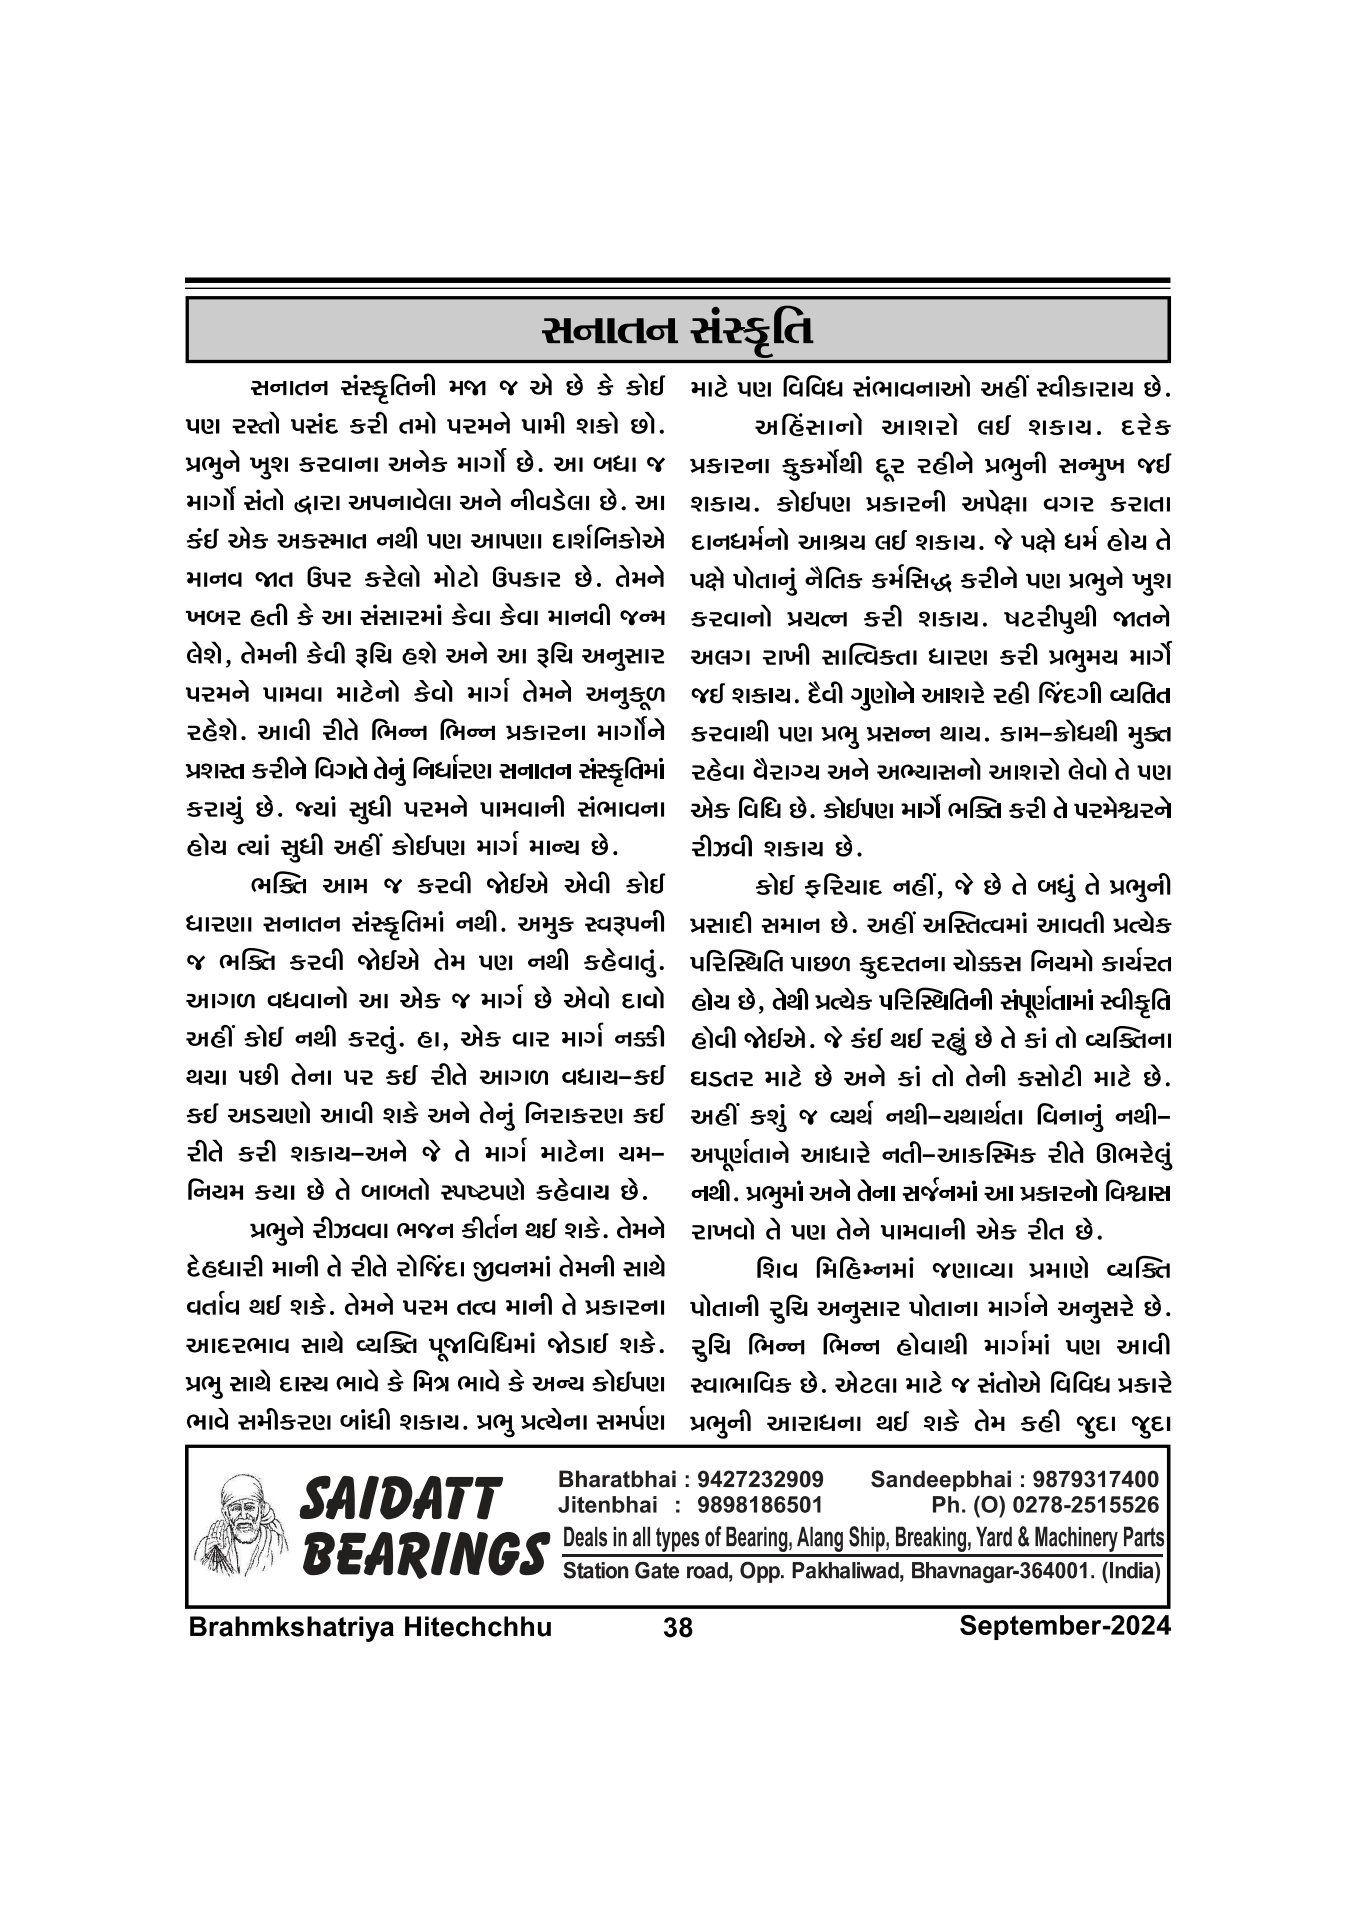 સનાતન સંસ્કૃતિ
સનાતન સંસ્કૃતિની મજા જ એ છે કે કોઈ
પણ રસ્તો પસંદ કરી તમો પરમને પામી શકો છો.
પ્રભુને ખુશ કરવાના અનેક માર્ગો છે. આ બધા જ
માર્ગો સંતો દ્વારા અપનાવેલા અને નીવડેલા છે. આ
કંઈ એક અકસ્માત નથી પણ આપણા દાર્શનિકોએ
માનવ જાત ઉપર કરેલો મોટો ઉપકાર છે. તેમને
ખબર હતી કે આ સંસારમાં કેવા કેવા માનવી જન્મ
લેશે, તેમની કેવી રૂચિ હશે અને આ રૂચિ અનુસાર
પરમને પામવા માટેનો કેવો માર્ગ તેમને અનુકૂળ
રહેશે. આવી રીતે ભિન્ન ભિન્ન પ્રકારના માર્ગોને
પ્રશસ્ત કરીને વિગતે તેનું નિર્ધારણ સનાતન સંસ્કૃતિમાં
કરાયું છે. જ્યાં સુધી પરમને પામવાની સંભાવના
હોય ત્યાં સુધી અહીં કોઈપણ માર્ગ માન્ય છે.
ભક્તિ આમ જ કરવી જોઈએ એવી કોઈ
ધારણા સનાતન સંસ્કૃતિમાં નથી. અમુક સ્વરૂપની
જ ભક્તિ કરવી જોઈએ તેમ પણ નથી કહેવાતું.
આગળ વધવાનો આ એક જ માર્ગ છે એવો દાવો
અહીં કોઈ નથી કરતું. હા, એક વાર માર્ગ નક્કી
થયા પછી તેના પર કઈ રીતે આગળ વધાય–કઈ
કઈ અડચણો આવી શકે અને તેનું નિરાકરણ કઈ
રીતે કરી શકાય–અને જે તે માર્ગ માટેના યમ–
નિયમ કયા છે તે બાબતો સ્પષ્ટપણે કહેવાય છે.
પ્રભુને રીઝવવા ભજન કીર્તન થઈ શકે. તેમને
દેહધારી માની તે રીતે રોજિંદા જીવનમાં તેમની સાથે
વર્તાવ થઈ શકે. તેમને પરમ તત્વ માની તે પ્રકારના
આદરભાવ સાથે વ્યક્તિ પૂજાવિધિમાં જોડાઈ શકે.
પ્રભુ સાથે દાસ્ય ભાવે કે મિત્ર ભાવે કે અન્ય કોઈપણ
ભાવે સમીકરણ બાંધી શકાય. પ્રભુ પ્રત્યેના સમર્પણ
માટે પણ વિવિધ સંભાવનાઓ અહીં સ્વીકારાય છે.
અહિંસાનો આશરો લઈ શકાય. દરેક
પ્રકારના કુકર્મોથી દૂર રહીને પ્રભુની સન્મુખ જઈ
શકાય. કોઈપણ પ્રકારની અપેક્ષા વગર કરાતા
દાનધર્મનો આશ્રય લઈ શકાય. જે પક્ષે ધર્મ હોય તે
પક્ષે પોતાનું નૈતિક કર્મસિદ્ધ કરીને પણ પ્રભુને ખુશ
કરવાનો પ્રયત્ન કરી શકાય. ષટરીપુથી જાતને
અલગ રાખી સાત્વિકતા ધારણ કરી પ્રભુમય માર્ગે
જઈ શકાય. દૈવી ગુણોને આશરે રહી જિંદગી વ્યતિત
કરવાથી પણ પ્રભુ પ્રસન્ન થાય. કામ–ક્રોધથી મુક્ત
રહેવા વૈરાગ્ય અને અભ્યાસનો આશરો લેવો તે પણ
એક વિધિ છે. કોઈપણ માર્ગે ભક્તિ કરી તે પરમેશ્વરને
રીઝવી શકાય છે.
કોઈ ફરિયાદ નહીં, જે છે તે બધું તે પ્રભુની
પ્રસાદી સમાન છે. અહીં અસ્તિત્વમાં આવતી પ્રત્યેક
પરિસ્થિતિ પાછળ કુદરતના ચોક્કસ નિયમો કાર્યરત
હોય છે, તેથી પ્રત્યેક પરિસ્થિતિની સંપૂર્ણતામાં સ્વીકૃતિ
હોવી જોઈએ. જે કંઈ થઈ રહ્યું છે તે કાં તો વ્યક્તિના
ઘડતર માટે છે અને કાં તો તેની કસોટી માટે છે.
અહીં કશું જ વ્યર્થ નથી–યથાર્થતા વિનાનું નથી–
અપૂર્ણતાને આધારે નતી–આકસ્મિક રીતે ઊભરેલું
નથી. પ્રભુમાં અને તેના સર્જનમાં આ પ્રકારનો વિશ્વાસ
રાખવો તે પણ તેને પામવાની એક રીત છે.
શિવ મિહિમ્નમાં જણાવ્યા પ્રમાણે વ્યક્તિ
પોતાની રુચિ અનુસાર પોતાના માર્ગને અનુસરે છે.
રુચિ ભિન્ન ભિન્ન હોવાથી માર્ગમાં પણ આવી
સ્વાભાવિક છે. એટલા માટે જ સંતોએ વિવિધ પ્રકારે
પ્રભુની આરાધના થઈ શકે તેમ કહી જુદા જુદા
SAIDATT
BEARINGS
Bharatbhai : 9427232909 Sandeepbhai : 9879317400
Jitenbhai : 9898186501 Ph. (O) 0278-2515526
Deals in all types of Bearing, Alang Ship, Breaking, Yard & Machinery Parts
Station Gate road, Opp. Pakhaliwad, Bhavnagar-364001. (India)
Brahmkshatriya Hitechchhu 38 September-2024